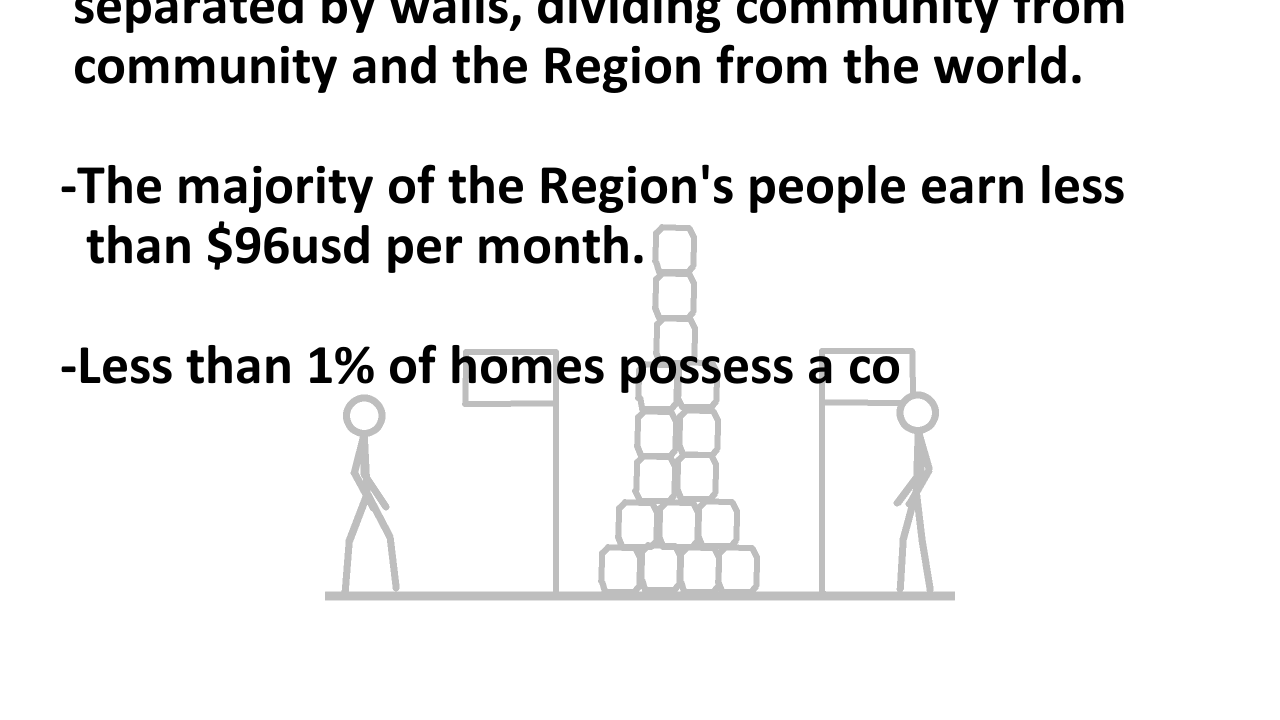 separated by walls, dividing community from
community and the Region from the world.
-The majority of the Region's people earn less
than $96usd per month.
-Less than 1% of homes possess a co